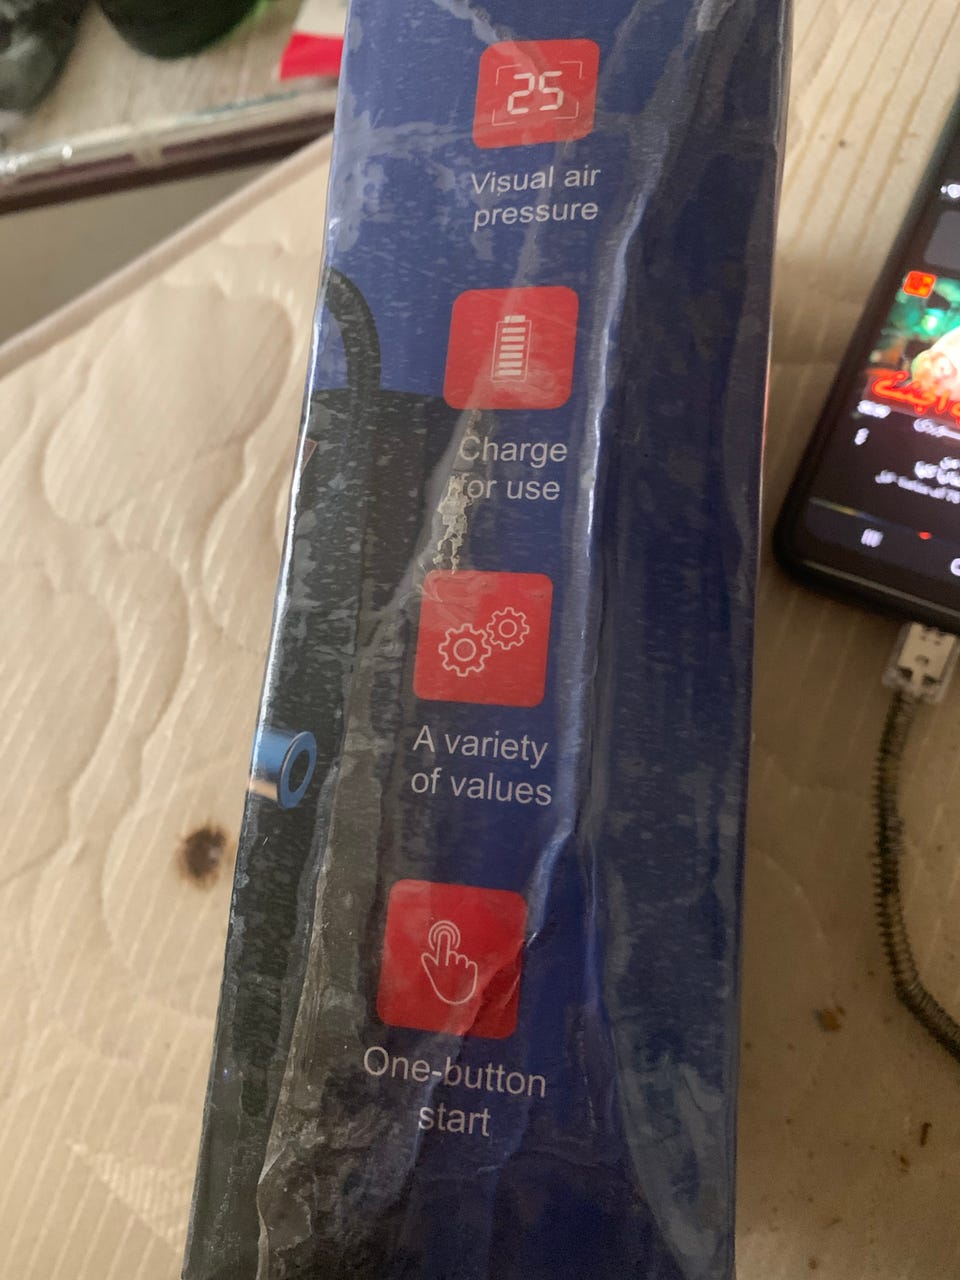 25
Visual air
pressure
Charge
for use
A variety
of values
One-button
start